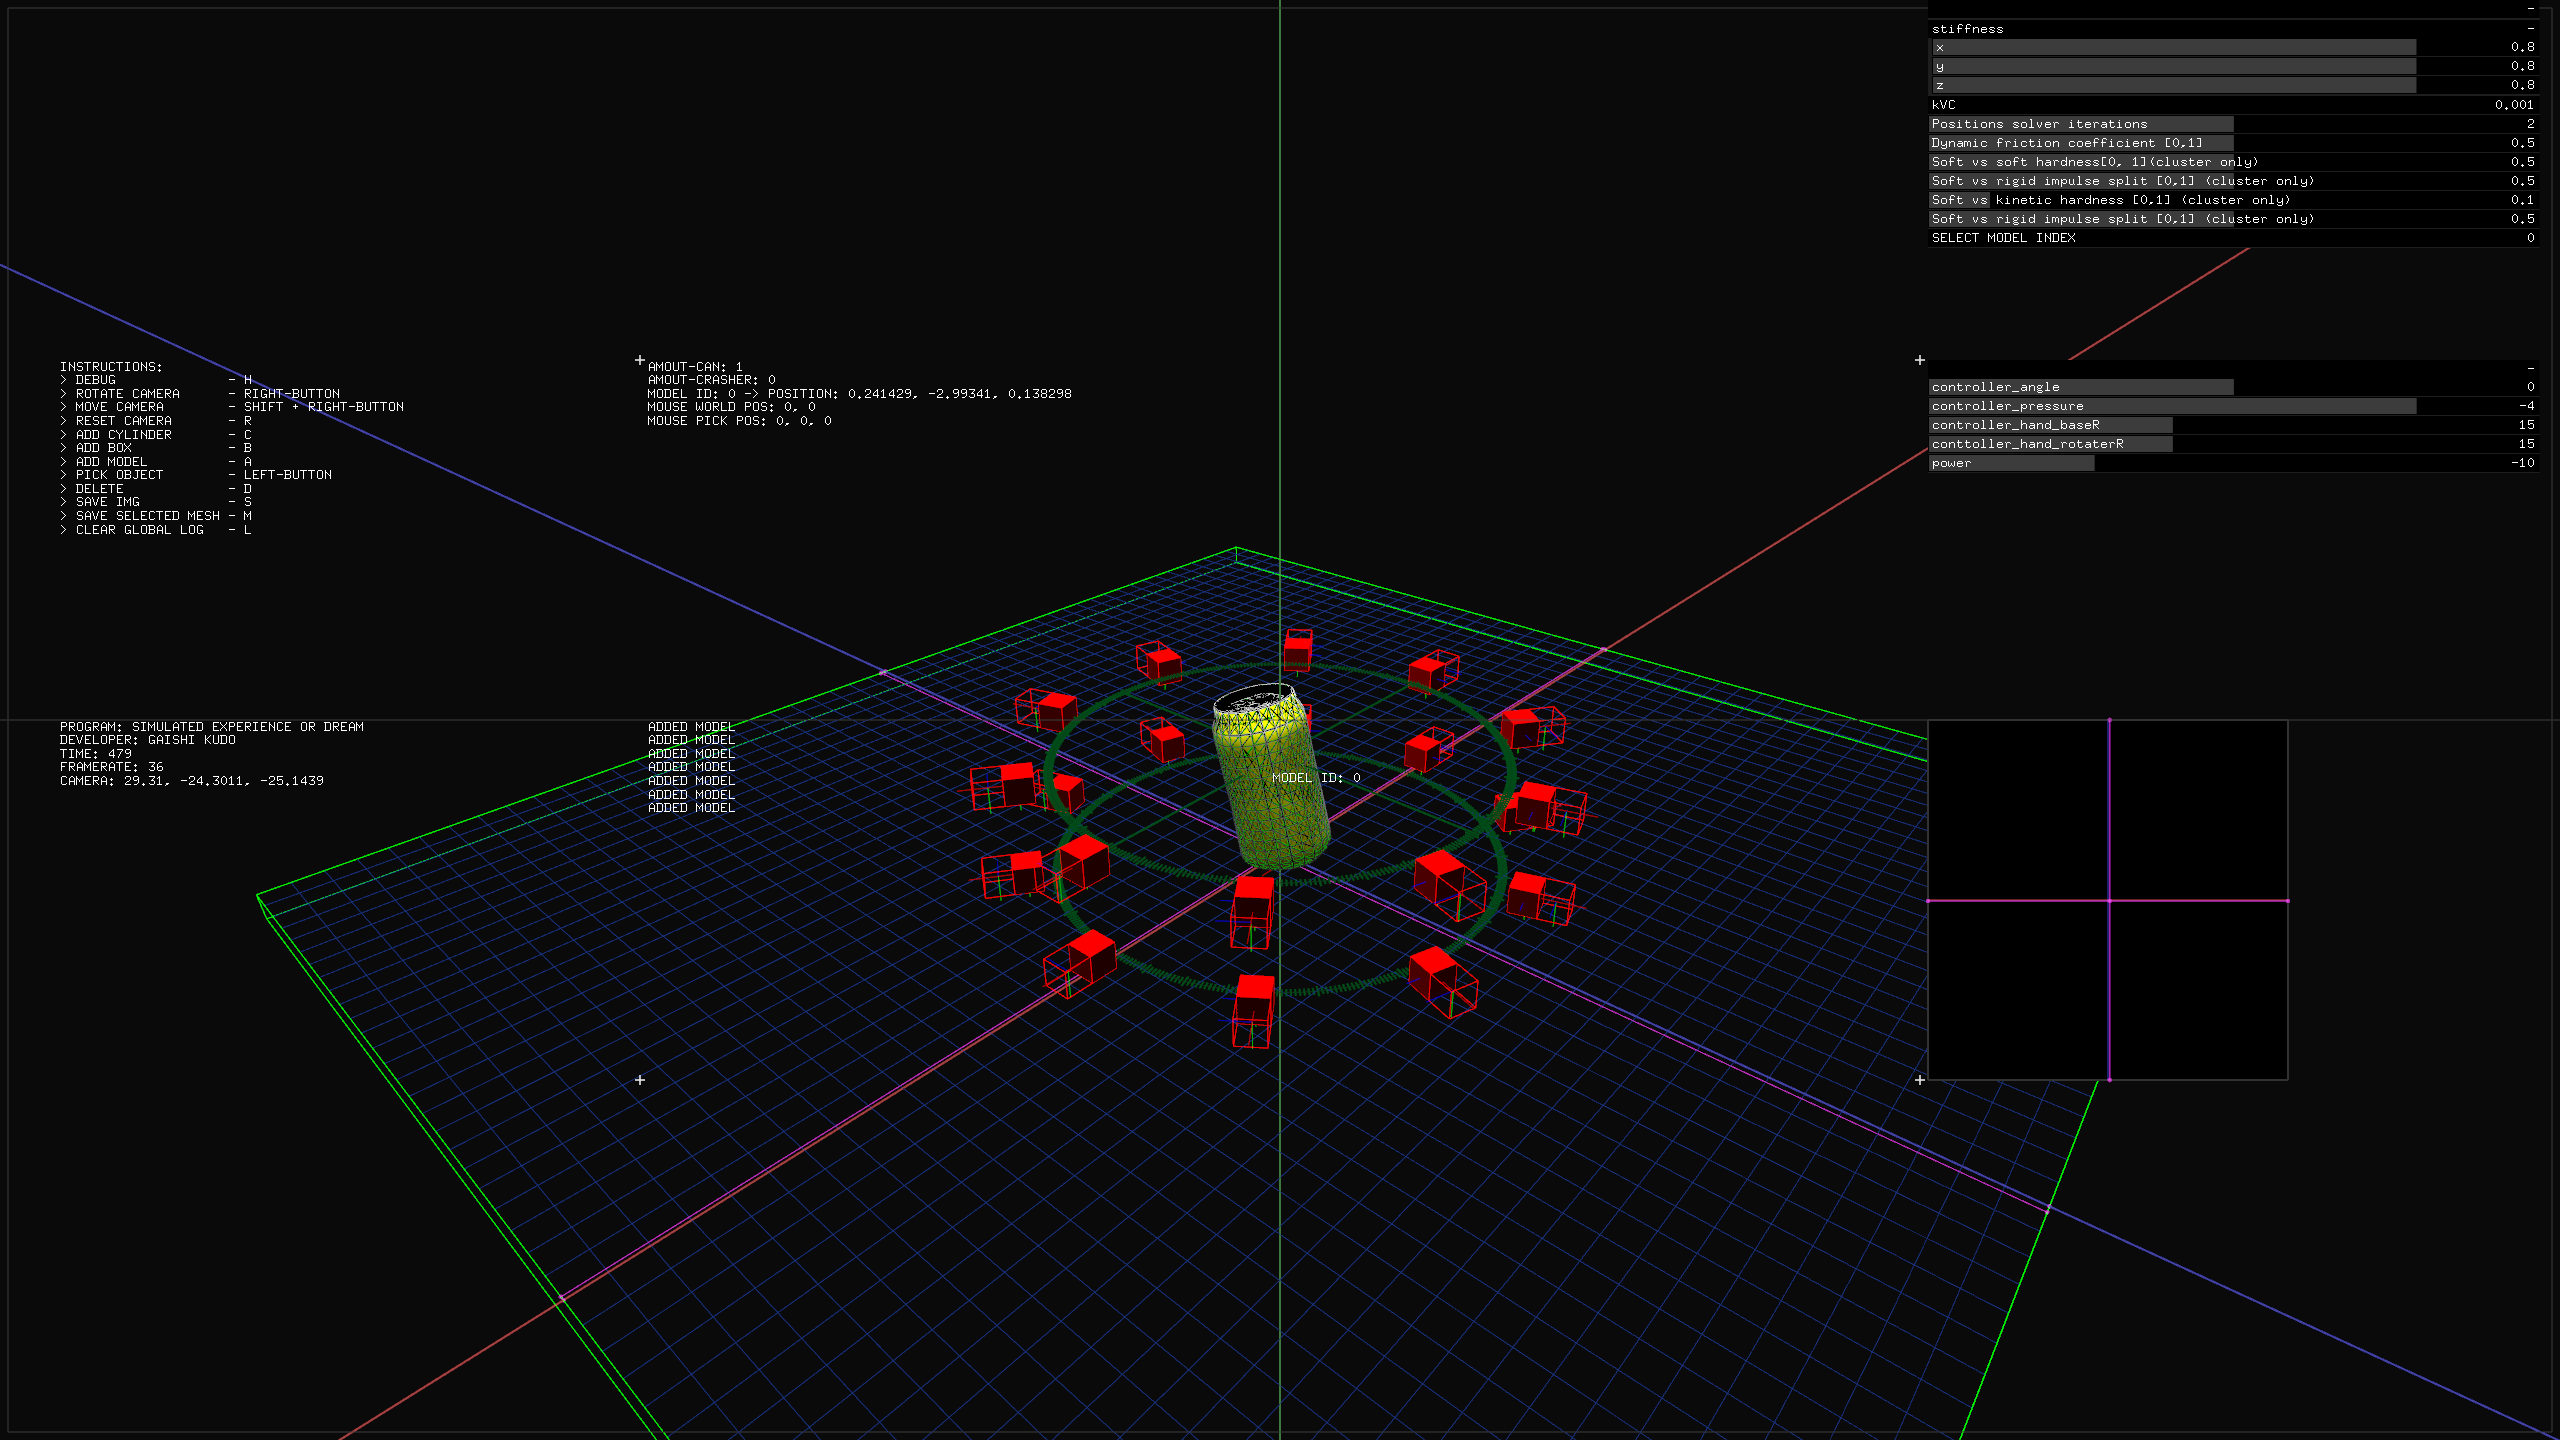 -
stiffness -
x 0.8
y 0.8
z 0.8
kVC 0.001
Positions solver iterations 2
Dynamic friction coefficient [0,1] 0.5
Soft vs soft hardness[0, 1](cluster only) 0.5
Soft vs rigid impulse split [0,1] (cluster only) 0.5
Soft vs kinetic hardness [0,1] (cluster only) 0.1
Soft vs rigid impulse split [0,1] (cluster only) 0.5
SELECT MODEL INDEX 0
INSTRUCTIONS:
> DEBUG - H
> ROTATE CAMERA - RIGHT-BUTTON
> MOVE CAMERA - SHIFT + RIGHT-BUTTON
> RESET CAMERA - R
> ADD CYLINDER - C
> ADD BOX - B
> ADD MODEL - A
> PICK OBJECT - LEFT-BUTTON
> DELETE - D
> SAVE IMG - S
> SAVE SELECTED MESH - M
> CLEAR GLOBAL LOG - L
AMOUT-CAN: 1
AMOUT-CRASHER: 0
MODEL ID: 0 -> POSITION: 0.241429, -2.99341, 0.138298
MOUSE WORLD POS: 0, 0
MOUSE PICK POS: 0, 0, 0
-
controller_angle 0
controller_pressure -4
controller_hand_baseR 15
conttoller_hand_rotaterR 15
power -10
PROGRAM: SIMULATED EXPERIENCE OR DREAM
DEVELOPER: GAISHI KUDO
TIME: 479
FRAMERATE: 36
CAMERA: 29.31, -24.3011, -25.1439
ADDED MODEL
ADDED MODEL
ADDED MODEL
ADDED MODEL
ADDED MODEL
ADDED MODEL
ADDED MODEL
MODEL ID: 0